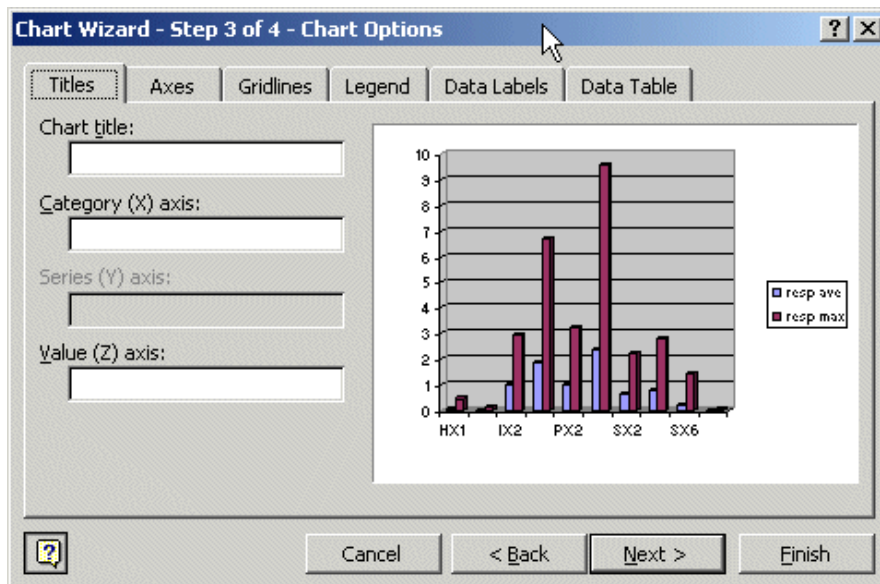 Chart Wizard - Step 3 of 4 - Chart Options
Titles Axes Gridlines Legend Data Labels Data Table
Chart title:
Category (X) axis:
Series (Y) axis:
Value (Z) axis:
10
9
8
7
6
5
4
3
2
1
0
HX1 IX2 PX2 SX2 SX6
resp ave
resp max
Cancel < Back Next > Finish